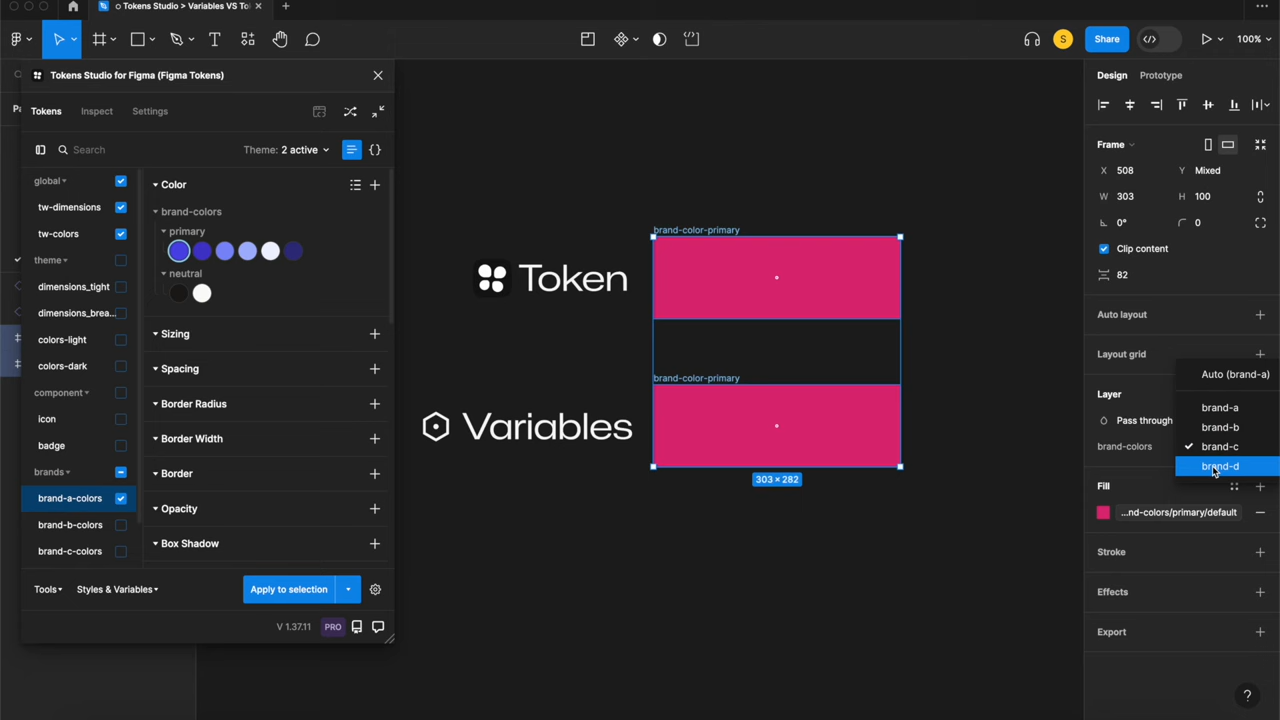 Tokens Studio > Variables VS To
Share
S
100%
Tokens Studio for Figma (Figma Tokens)
Pa
Tokens
Inspect
Settings
Search
Theme: 2 active
global
tw-dimensions
tw-colors
theme
dimensions_tight
dimensions_brea...
colors-light
colors-dark
component
icon
badge
brands
brand-a-colors
brand-b-colors
brand-c-colors
Color
brand-colors
primary
neutral
Sizing
Spacing
Border Radius
Border Width
Border
Opacity
Box Shadow
Tools
Styles & Variables
Apply to selection
V 1.37.11
PRO
brand-color-primary
Token
brand-color-primary
Variables
303 × 282
Design
Prototype
Frame
X 508
Y Mixed
W 303
H 100
0°
0
Clip content
82
Auto layout
Layout grid
Layer
Pass through
brand-colors
Auto (brand-a)
brand-a
brand-b
brand-c
brand-d
Fill
...nd-colors/primary/default
Stroke
Effects
Export
?